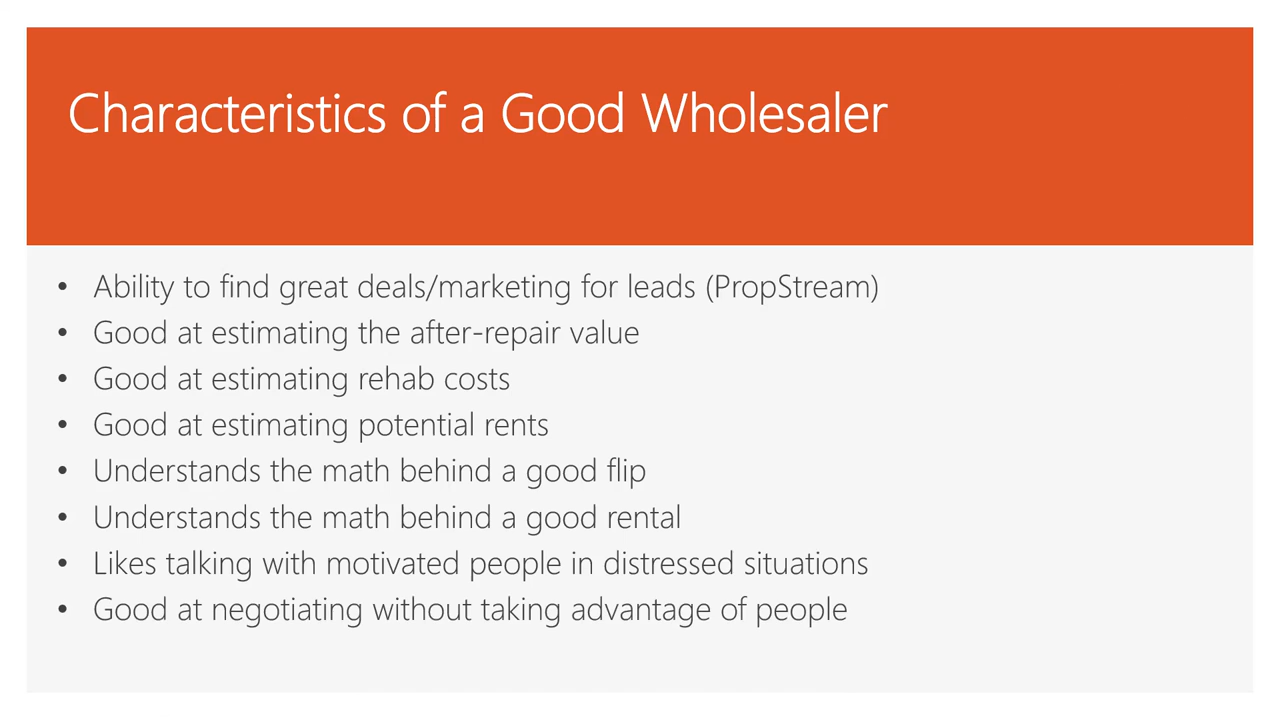 Characteristics of a Good Wholesaler
• Ability to find great deals/marketing for leads (PropStream)
• Good at estimating the after-repair value
• Good at estimating rehab costs
• Good at estimating potential rents
• Understands the math behind a good flip
• Understands the math behind a good rental
• Likes talking with motivated people in distressed situations
• Good at negotiating without taking advantage of people